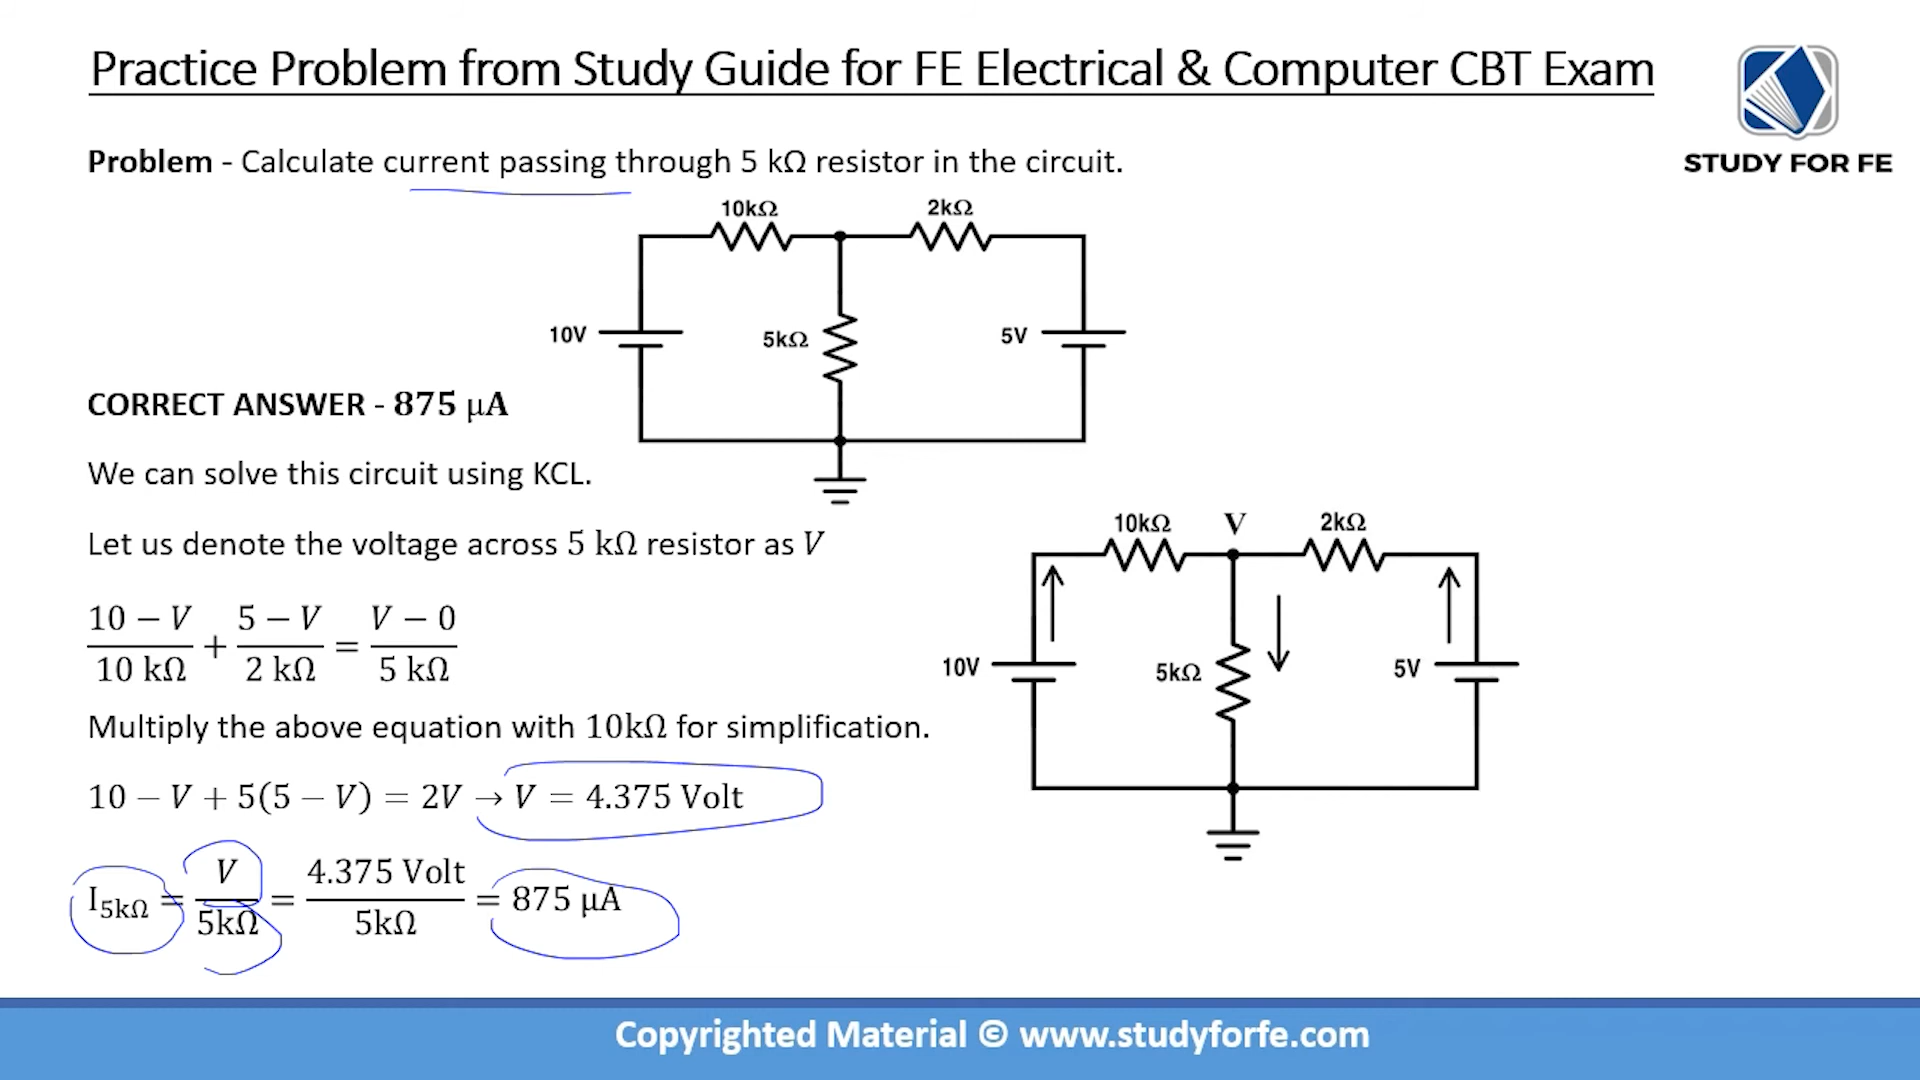 Practice Problem from Study Guide for FE Electrical & Computer CBT Exam
STUDY FOR FE
Problem - Calculate current passing through 5 kΩ resistor in the circuit.
10kΩ
2kΩ
10V
5kΩ
5V
CORRECT ANSWER - 875 μA
We can solve this circuit using KCL.
Let us denote the voltage across 5 kΩ resistor as V
10 − V / 10 kΩ + 5 − V / 2 kΩ = V − 0 / 5 kΩ
Multiply the above equation with 10kΩ for simplification.
10 − V + 5(5 − V) = 2V → V = 4.375 Volt
I5kΩ = V / 5kΩ = 4.375 Volt / 5kΩ = 875 μA
10kΩ
V
2kΩ
10V
5kΩ
5V
Copyrighted Material © www.studyforfe.com